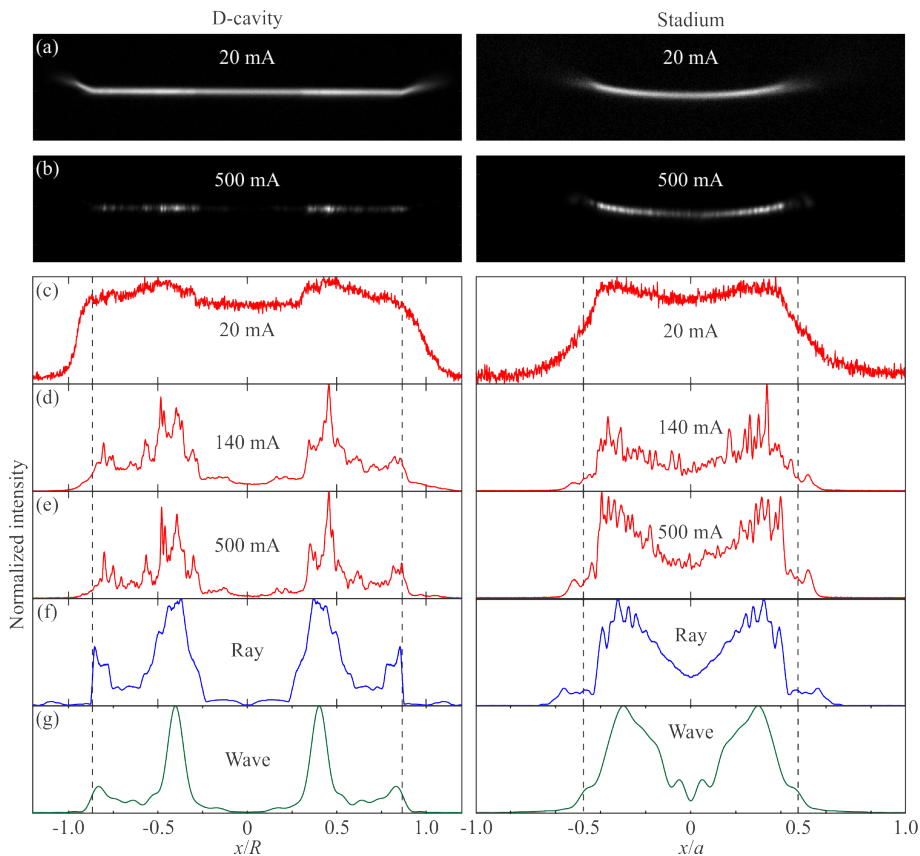 D-cavity Stadium
(a) 20 mA 20 mA
(b) 500 mA 500 mA
(c) 20 mA 20 mA
(d) 140 mA 140 mA
(e) 500 mA 500 mA
(f) Ray Ray
(g) Wave Wave
Normalized intensity
-1.0 -0.5 0 0.5 1.0 -0.5 0 0.5 1.0
x/R x/a